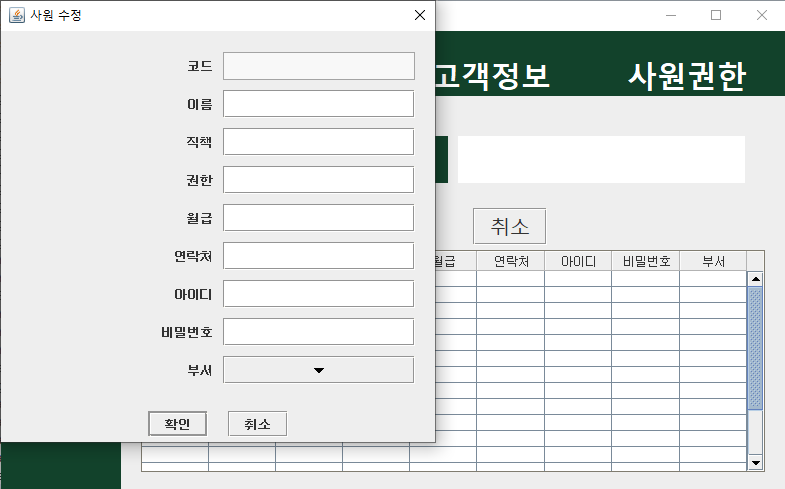 사원 수정
고객정보 사원권한
코드
이름
직책
권한
월급
연락처
아이디
비밀번호
부서
확인 취소
취소
월급 연락처 아이디 비밀번호 부서